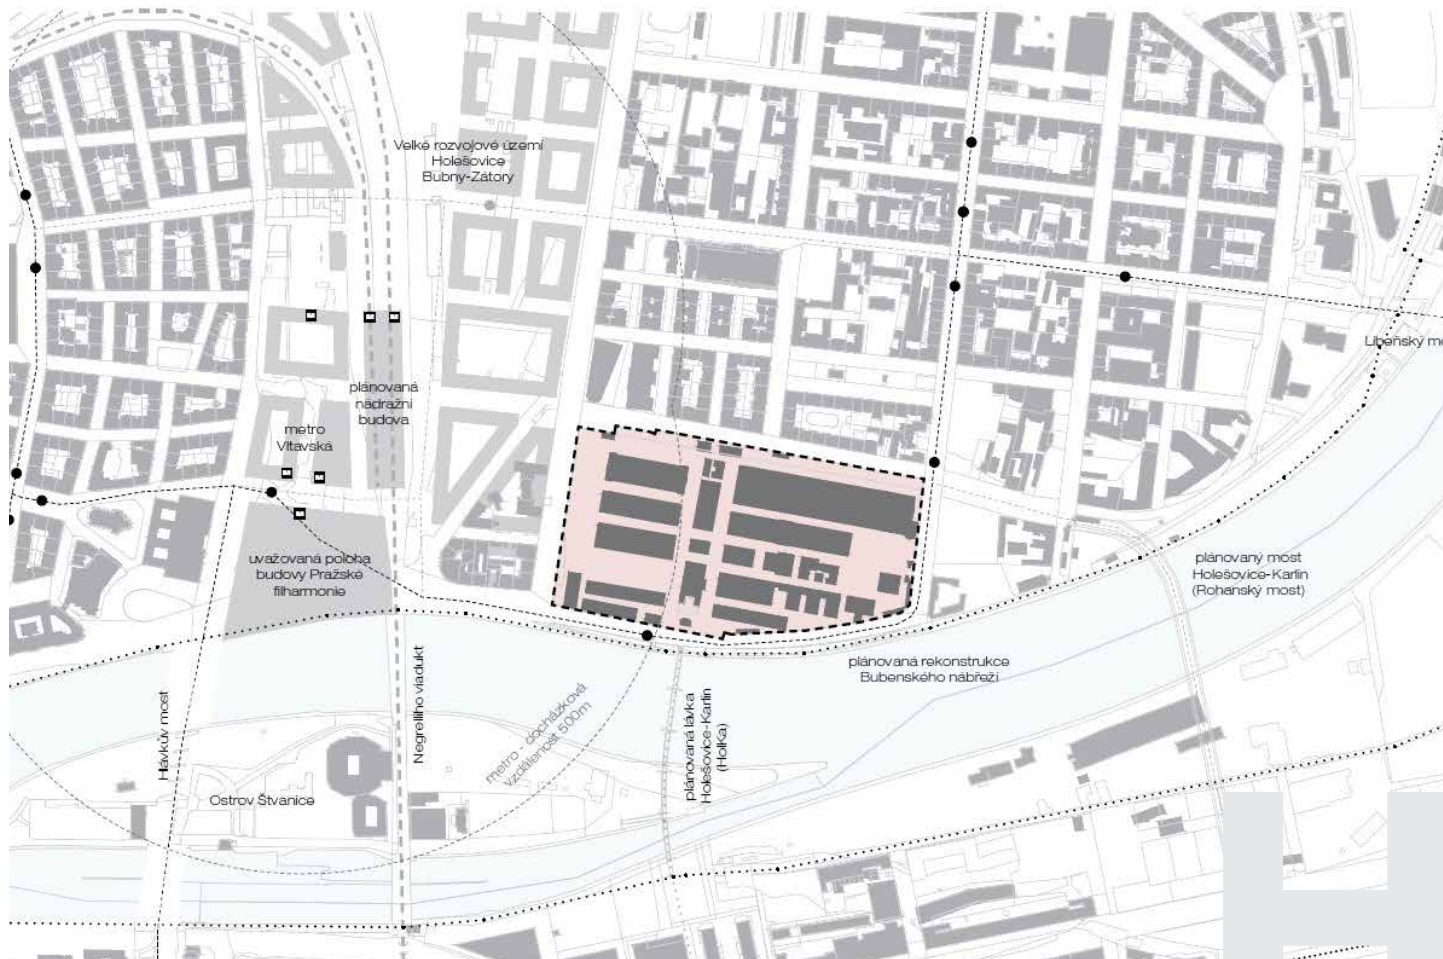 Velké rozvojové území
Holešovice
Bubny-Zátory
Libeňský
plánovaná
nádražní
budova
metro
Vltavská
uvažovaná poloha
budovy Pražské
filharmonie
plánovaný most
Holešovice-Karlín
(Rohanský most)
plánovaná rekonstrukce
Bubenského nábřeží
Hlávkův most
Negrelliho viadukt
metro - docházková
vzdálenost 500m
plánovaná lávka
Holešovice-Karlín
(HolKa)
Ostrov Štvanice
H